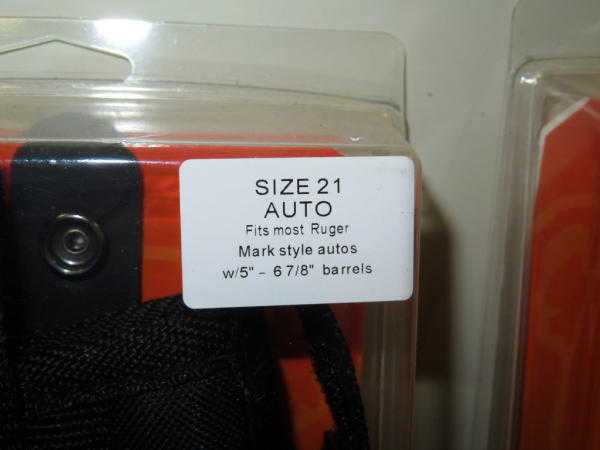 SIZE 21
AUTO
Fits most Ruger
Mark style autos
w/5" - 6 7/8" barrels